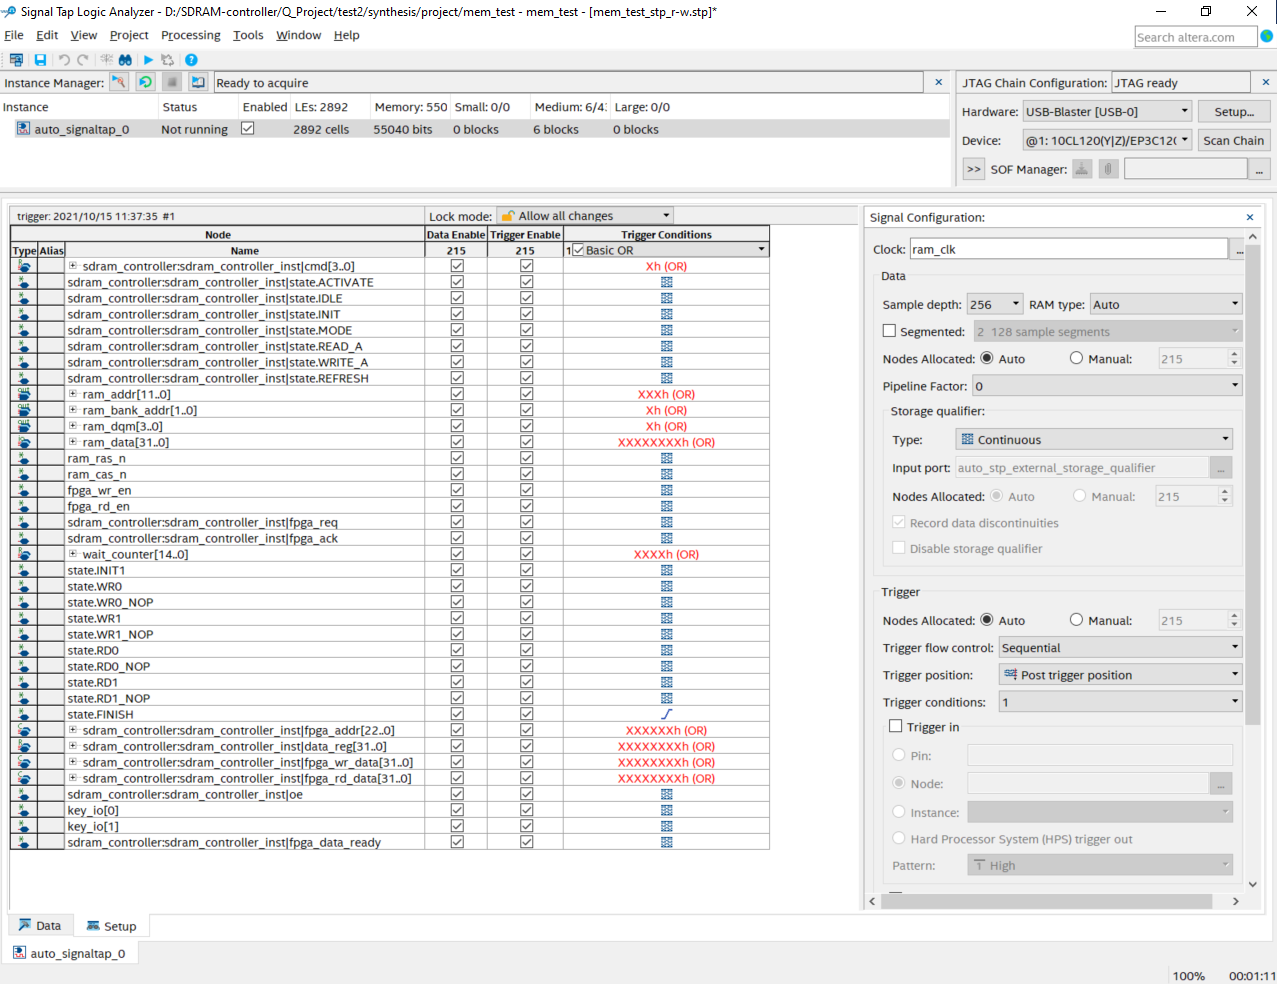 Signal Tap Logic Analyzer - D:/SDRAM-controller/Q_Project/test2/synthesis/project/mem_test - mem_test - [mem_test_stp_r-w.stp]*
File Edit View Project Processing Tools Window Help
Search altera.com
Instance Manager: Ready to acquire
JTAG Chain Configuration: JTAG ready
Instance Status Enabled LEs: 2892 Memory: 550 Small: 0/0 Medium: 6/43 Large: 0/0
auto_signaltap_0 Not running 2892 cells 55040 bits 0 blocks 6 blocks 0 blocks
Hardware: USB-Blaster [USB-0] Setup...
Device: @1: 10CL120(Y|Z)/EP3C12( Scan Chain
>> SOF Manager: ...
trigger: 2021/10/15 11:37:35 #1 Lock mode: Allow all changes
Node Data Enable Trigger Enable Trigger Conditions
Type Alias Name 215 215 1 Basic OR
sdram_controller:sdram_controller_inst|cmd[3..0] Xh (OR)
sdram_controller:sdram_controller_inst|state.ACTIVATE
sdram_controller:sdram_controller_inst|state.IDLE
sdram_controller:sdram_controller_inst|state.INIT
sdram_controller:sdram_controller_inst|state.MODE
sdram_controller:sdram_controller_inst|state.READ_A
sdram_controller:sdram_controller_inst|state.WRITE_A
sdram_controller:sdram_controller_inst|state.REFRESH
ram_addr[11..0] XXXh (OR)
ram_bank_addr[1..0] Xh (OR)
ram_dqm[3..0] Xh (OR)
ram_data[31..0] XXXXXXXXh (OR)
ram_ras_n
ram_cas_n
fpga_wr_en
fpga_rd_en
sdram_controller:sdram_controller_inst|fpga_req
sdram_controller:sdram_controller_inst|fpga_ack
wait_counter[14..0] XXXXh (OR)
state.INIT1
state.WR0
state.WR0_NOP
state.WR1
state.WR1_NOP
state.RD0
state.RD0_NOP
state.RD1
state.RD1_NOP
state.FINISH
sdram_controller:sdram_controller_inst|fpga_addr[22..0] XXXXXXh (OR)
sdram_controller:sdram_controller_inst|data_reg[31..0] XXXXXXXXh (OR)
sdram_controller:sdram_controller_inst|fpga_wr_data[31..0] XXXXXXXXh (OR)
sdram_controller:sdram_controller_inst|fpga_rd_data[31..0] XXXXXXXXh (OR)
sdram_controller:sdram_controller_inst|oe
key_io[0]
key_io[1]
sdram_controller:sdram_controller_inst|fpga_data_ready
Signal Configuration:
Clock: ram_clk ...
Data
Sample depth: 256 RAM type: Auto
Segmented: 2 128 sample segments
Nodes Allocated: Auto Manual: 215
Pipeline Factor: 0
Storage qualifier:
Type: Continuous
Input port: auto_stp_external_storage_qualifier ...
Nodes Allocated: Auto Manual: 215
Record data discontinuities
Disable storage qualifier
Trigger
Nodes Allocated: Auto Manual: 215
Trigger flow control: Sequential
Trigger position: Post trigger position
Trigger conditions: 1
Trigger in
Pin:
Node: ...
Instance:
Hard Processor System (HPS) trigger out
Pattern: High
Data Setup
auto_signaltap_0
100% 00:01:11